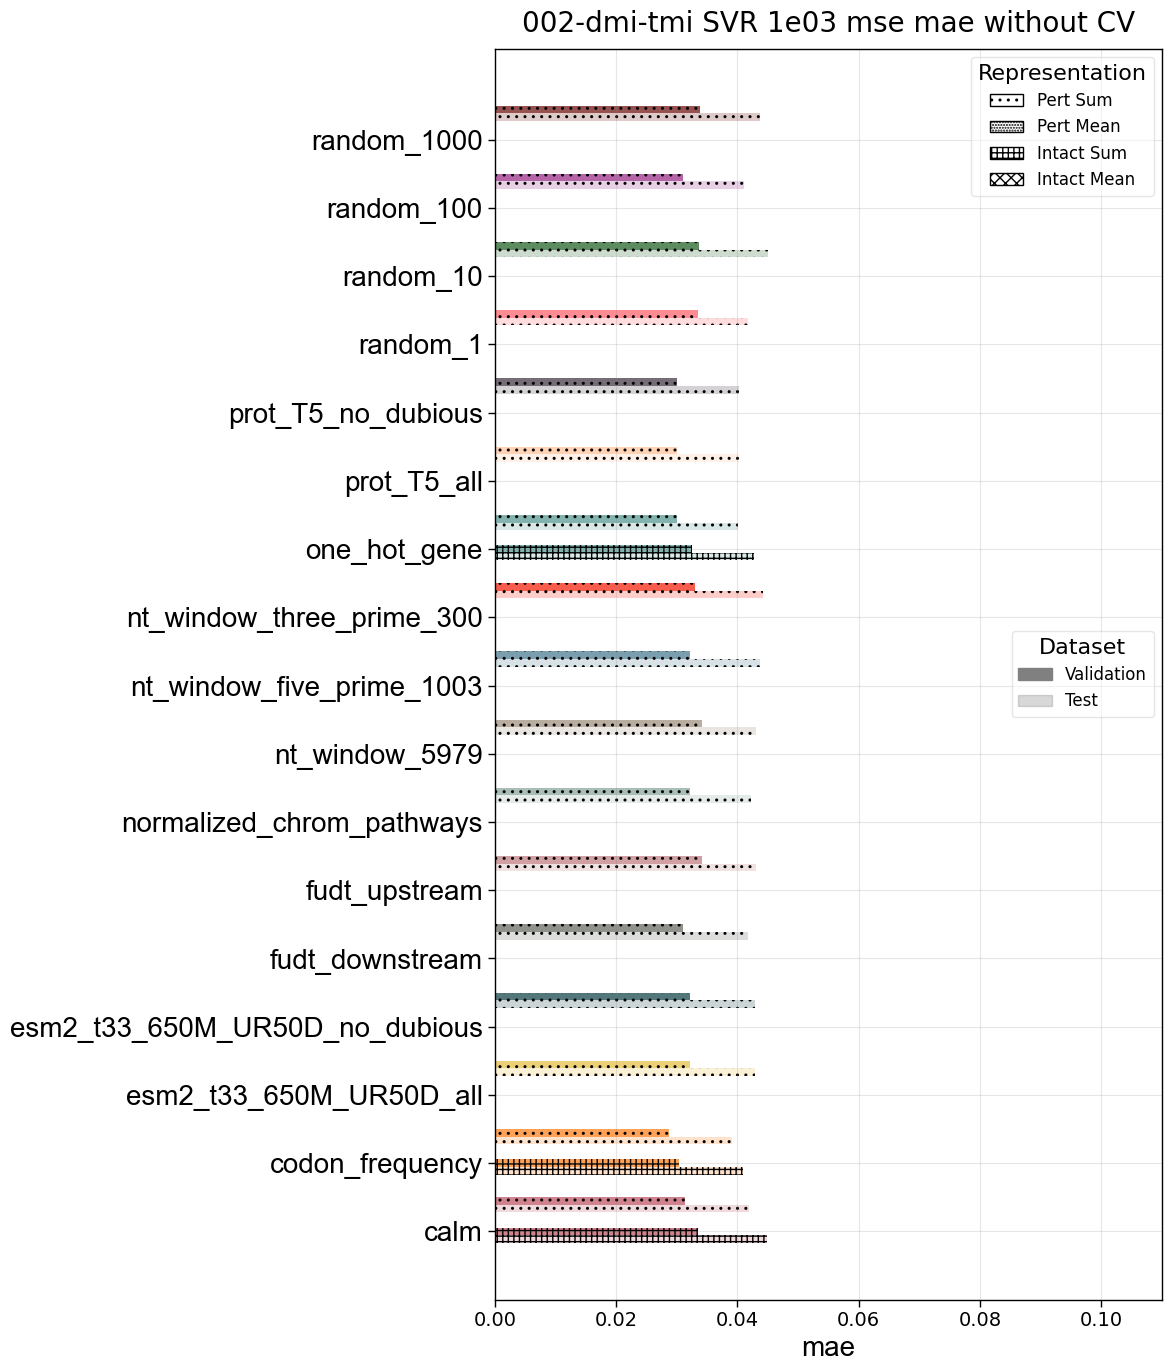 002-dmi-tmi SVR 1e03 mse mae without CV
Representation
Pert Sum
Pert Mean
Intact Sum
Intact Mean
random_1000
random_100
random_10
random_1
prot_T5_no_dubious
prot_T5_all
one_hot_gene
nt_window_three_prime_300
Dataset
Validation
Test
nt_window_five_prime_1003
nt_window_5979
normalized_chrom_pathways
fudt_upstream
fudt_downstream
esm2_t33_650M_UR50D_no_dubious
esm2_t33_650M_UR50D_all
codon_frequency
calm
0.00 0.02 0.04 0.06 0.08 0.10
mae